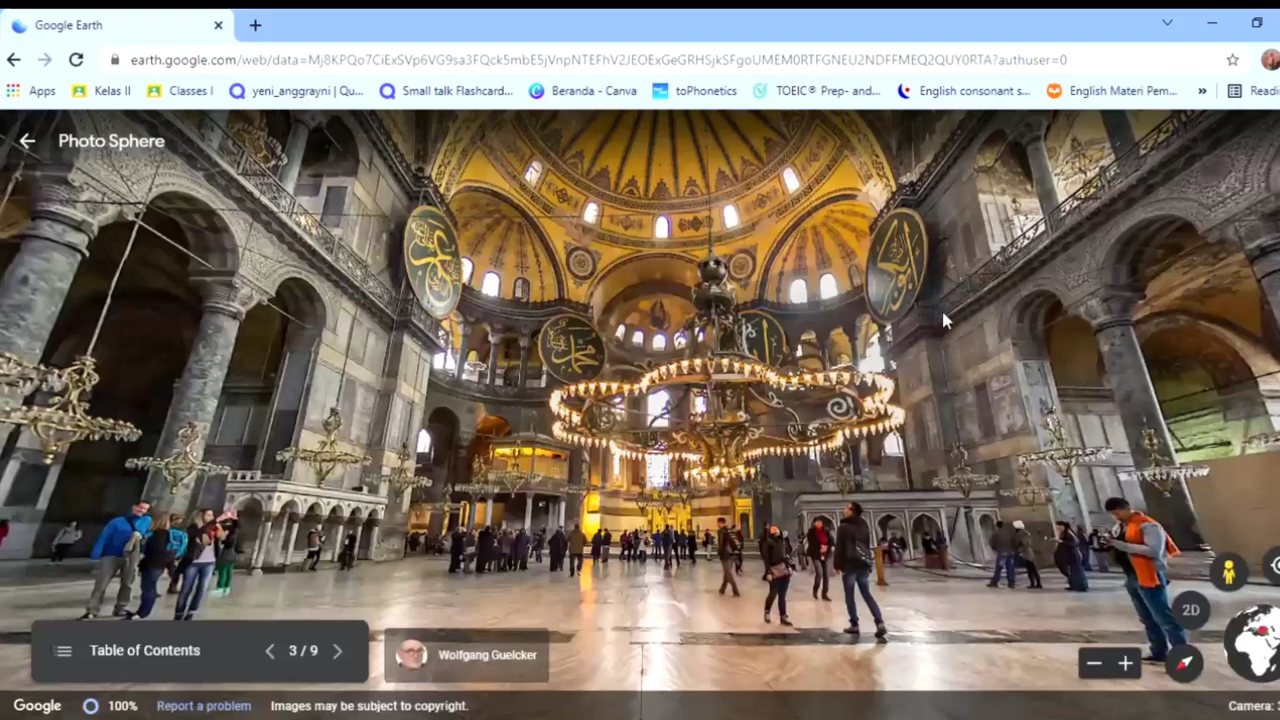 Google Earth
earth.google.com/web/data=Mj8KPQo7CiExSVp6VG9sa3FQck5mbE5jVnpNTEFhV2JEOExGeGRHSjkSFgoUMEM0RTFGNEU2NDFFMEQ2QUY0RTA?authuser=0
Apps
Kelas II
Classes I
yeni_anggrayni | Qu...
Small talk Flashcard...
Beranda - Canva
toPhonetics
TOEIC® Prep- and...
English consonant s...
English Materi Pem...
»
Readi
Photo Sphere
محمد
Table of Contents
3 / 9
Wolfgang Guelcker
2D
Google
100%
Report a problem
Images may be subject to copyright.
Camera: